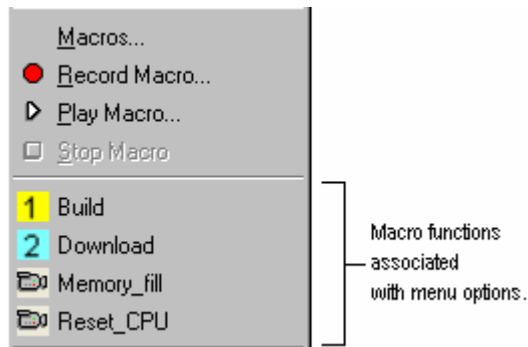 Macros...
Record Macro...
Play Macro...
Stop Macro
1 Build
2 Download
Memory_fill
Reset_CPU
Macro functions
associated
with menu options.